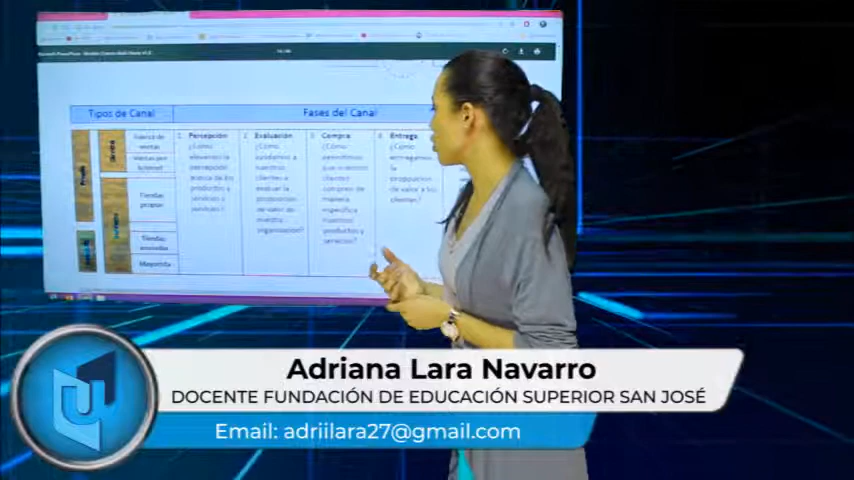 Tipos de Canal
Fases del Canal
1 Percepción
2 Evaluación
3 Compra
4 Entrega
¿Cómo elevamos la percepción acerca de los productos y servicios?
¿Cómo ayudamos a nuestros clientes a evaluar la proposición de valor de nuestra organización?
¿Cómo permitimos que nuestros clientes compren de manera específica nuestros productos y servicios?
¿Cómo entregamos la proposición de valor a los clientes?
Fuerza de ventas
Ventas por internet
Tiendas propias
Tiendas asociadas
Mayorista
Adriana Lara Navarro
DOCENTE FUNDACIÓN DE EDUCACIÓN SUPERIOR SAN JOSÉ
Email: adriilara27@gmail.com